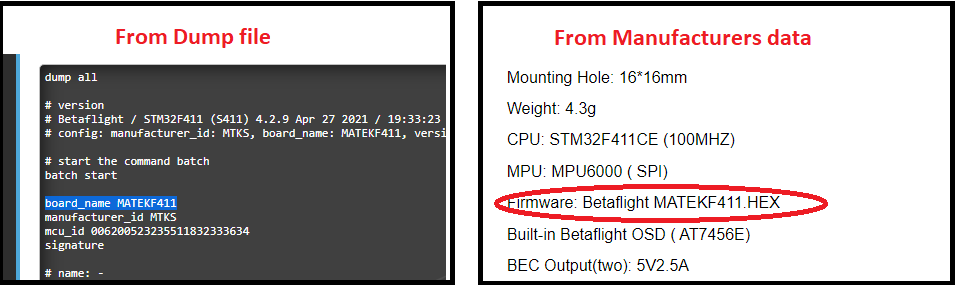 From Dump file
dump all
# version
# Betaflight / STM32F411 (S411) 4.2.9 Apr 27 2021 / 19:33:23
# config: manufacturer_id: MTKS, board_name: MATEKF411, versi
# start the command batch
batch start
board_name MATEKF411
manufacturer_id MTKS
mcu_id 006200523235511832333634
signature
# name: -
From Manufacturers data
Mounting Hole: 16*16mm
Weight: 4.3g
CPU: STM32F411CE (100MHZ)
MPU: MPU6000 ( SPI)
Firmware: Betaflight MATEKF411.HEX
Built-in Betaflight OSD ( AT7456E)
BEC Output(two): 5V2.5A